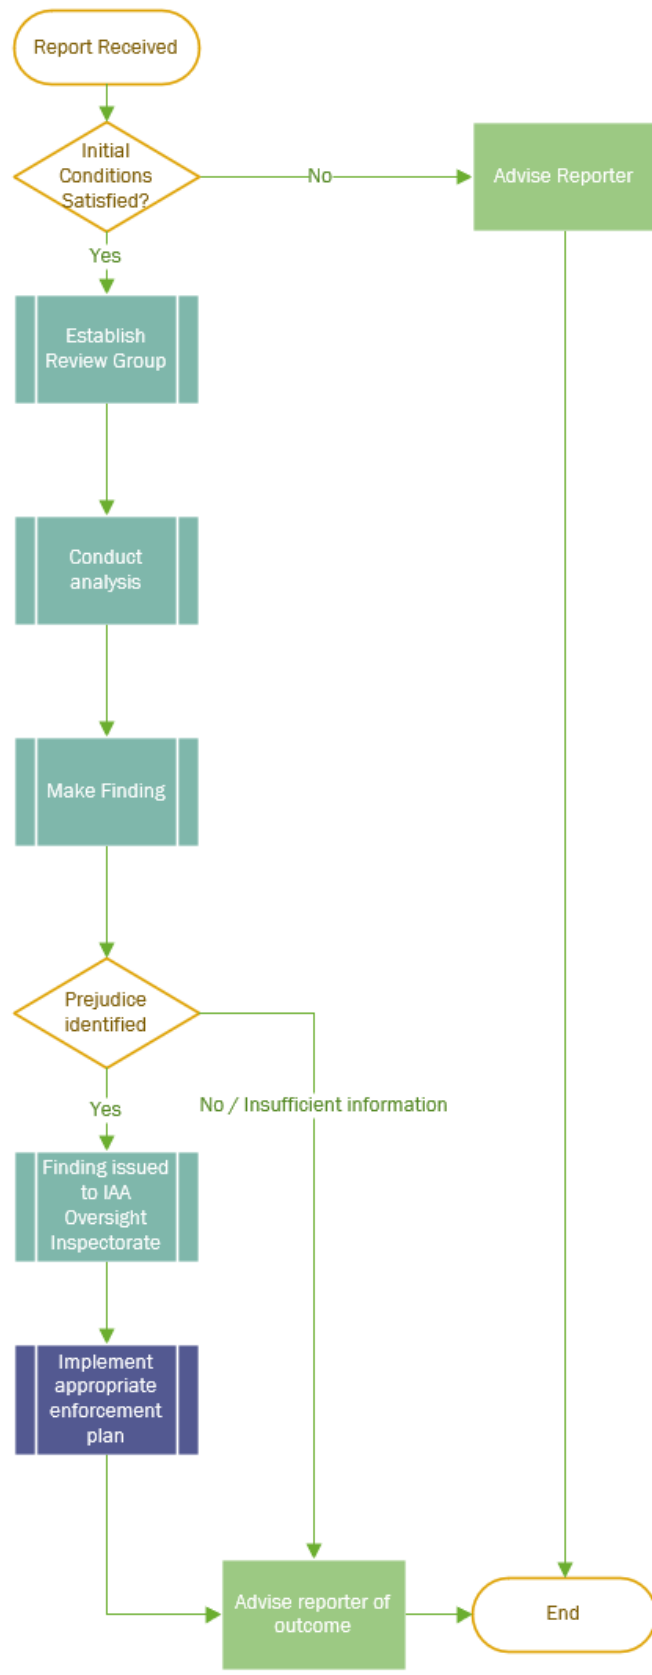 Report Received
Initial
Conditions
Satisfied?
No
Advise Reporter
Yes
Establish
Review Group
Conduct
analysis
Make Finding
Prejudice
identified
No / Insufficient information
Yes
Finding issued
to IAA
Oversight
Inspectorate
Implement
appropriate
enforcement
plan
Advise reporter of
outcome
End